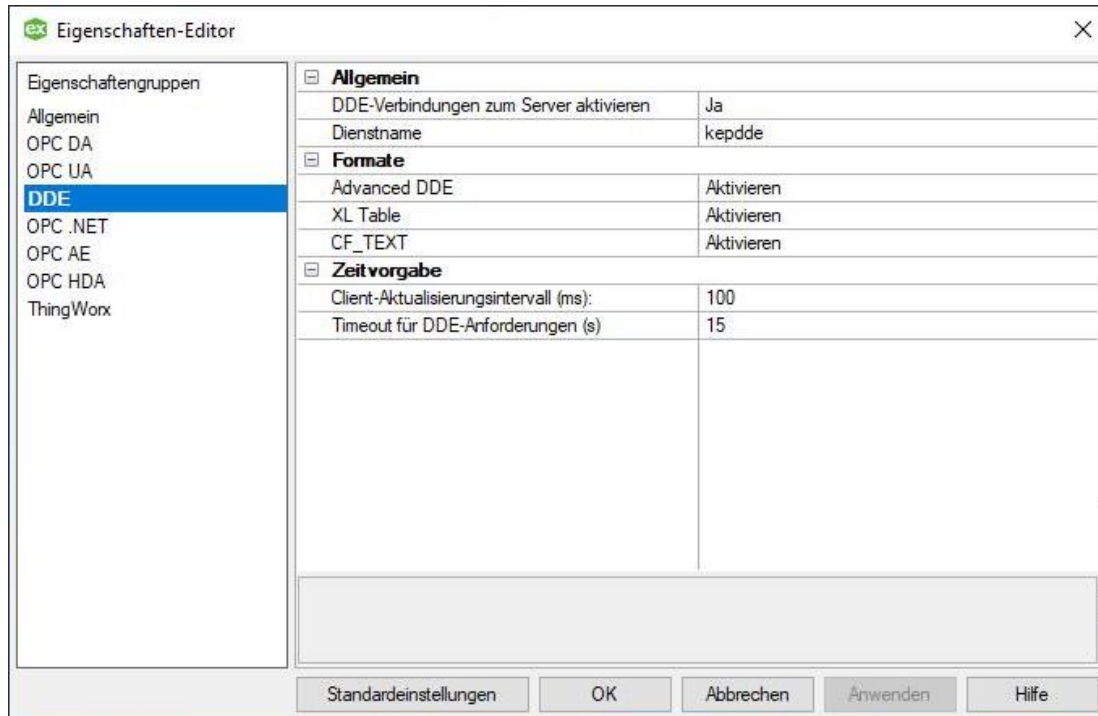 ex Eigenschaften-Editor
Eigenschaftengruppen
Allgemein
OPC DA
OPC UA
DDE
OPC .NET
OPC AE
OPC HDA
ThingWorx
Allgemein
DDE-Verbindungen zum Server aktivieren Ja
Dienstname kepdde
Formate
Advanced DDE Aktivieren
XL Table Aktivieren
CF_TEXT Aktivieren
Zeitvorgabe
Client-Aktualisierungsintervall (ms): 100
Timeout für DDE-Anforderungen (s) 15
Standardeinstellungen OK Abbrechen Anwenden Hilfe